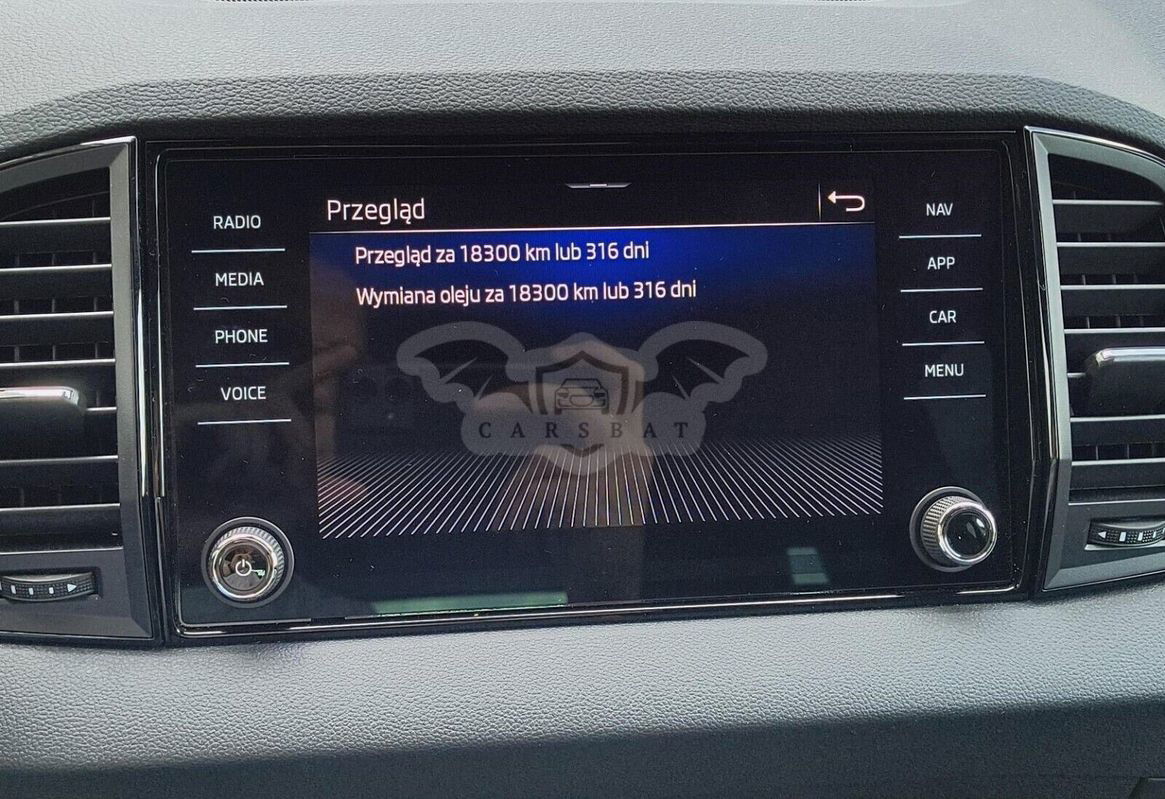 Przegląd
Przegląd za 18300 km lub 316 dni
Wymiana oleju za 18300 km lub 316 dni
RADIO
MEDIA
PHONE
VOICE
NAV
APP
CAR
MENU
CARSBAT